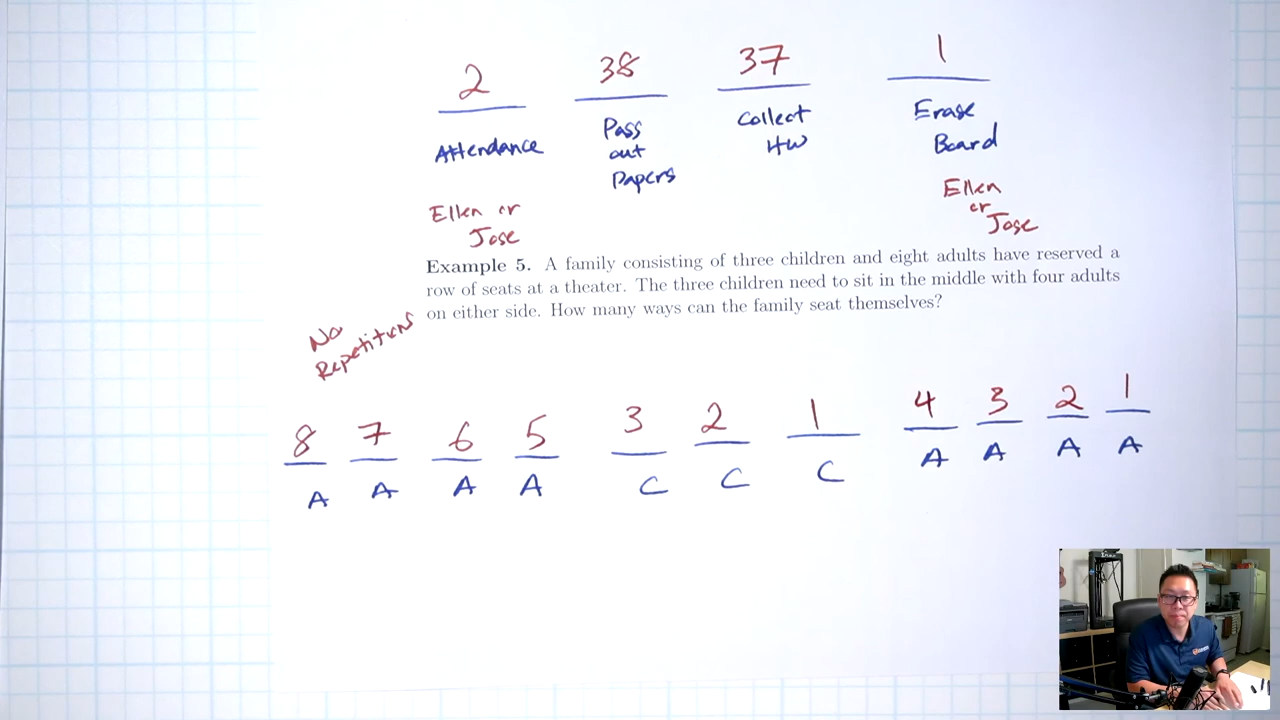 2 38 37 1
Attendance Pass out Papers Collect HW Erase Board
Ellen or Jose Ellen or Jose
Example 5. A family consisting of three children and eight adults have reserved a
row of seats at a theater. The three children need to sit in the middle with four adults
on either side. How many ways can the family seat themselves?
No
Repetitions
8 7 6 5 3 2 1 4 3 2 1
A A A A C C C A A A A